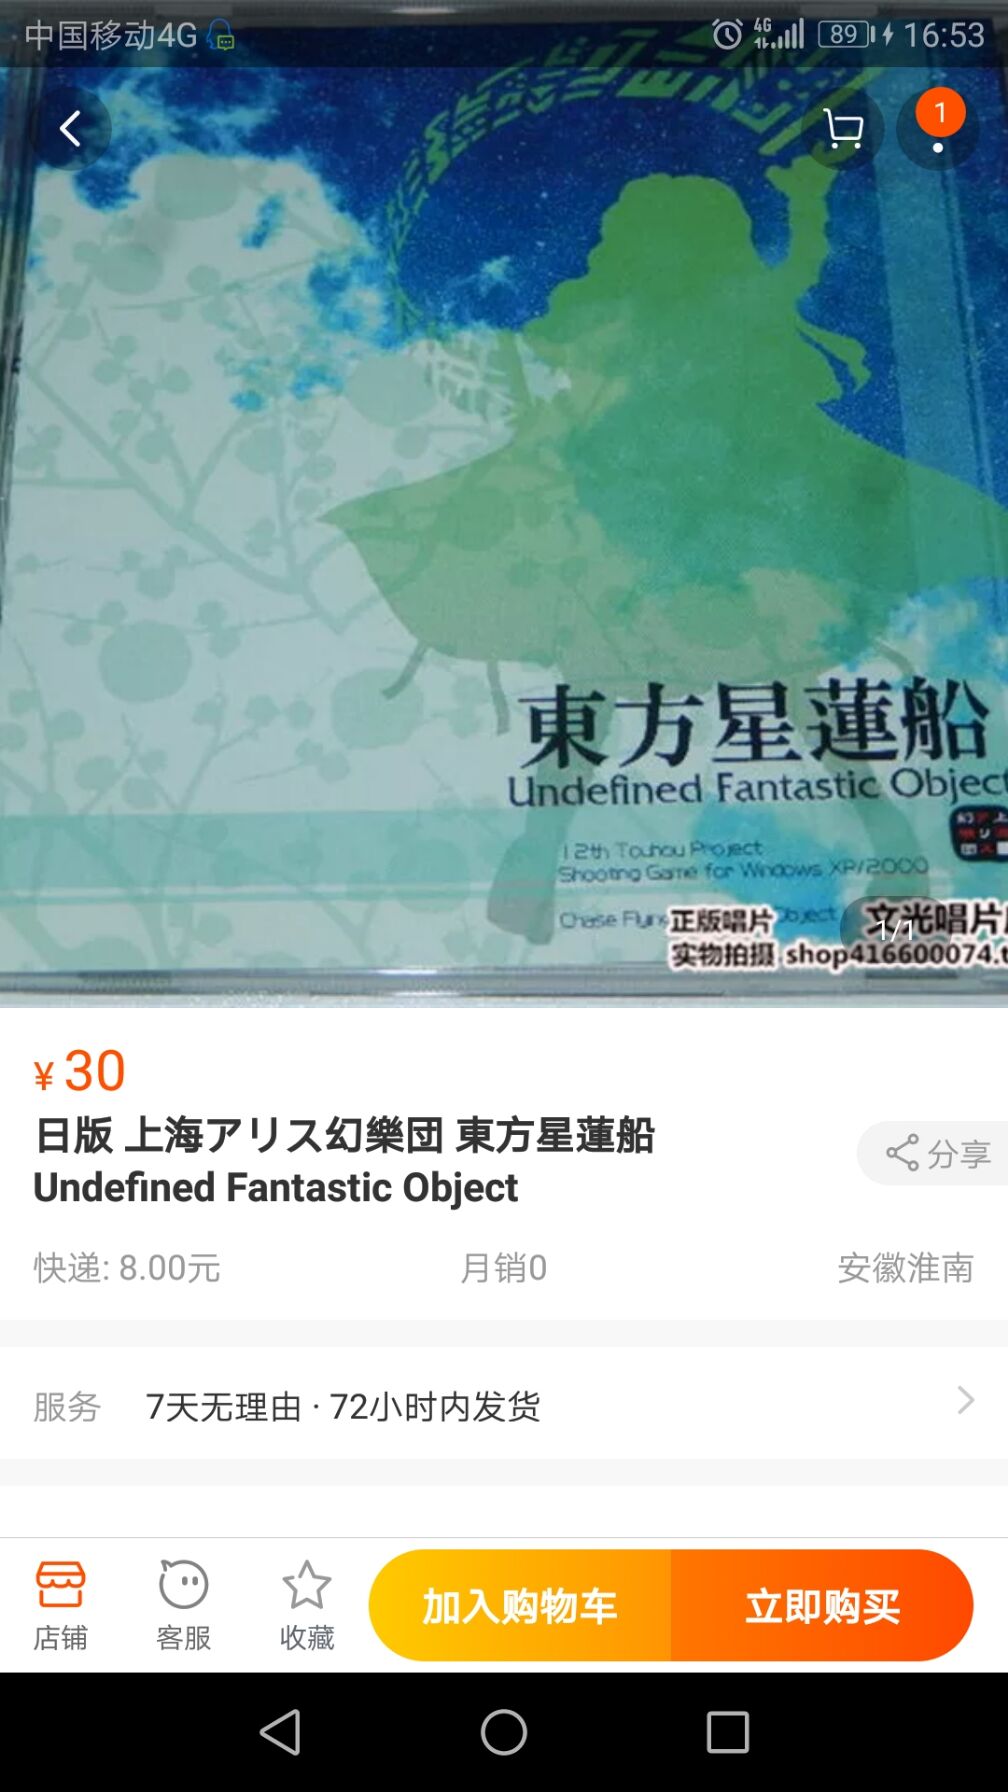 中国移动4G
4G
89
16:53
1
東方星蓮船
Undefined Fantastic Object
12th Touhou Project
Shooting Game for Windows XP/2000
Object
正版唱片
文光唱片
1/1
实物拍摄 shop416600074.t
¥30
日版 上海アリス幻樂団 東方星蓮船
Undefined Fantastic Object
分享
快递: 8.00元
月销0
安徽淮南
服务
7天无理由 · 72小时内发货
店铺
客服
收藏
加入购物车
立即购买